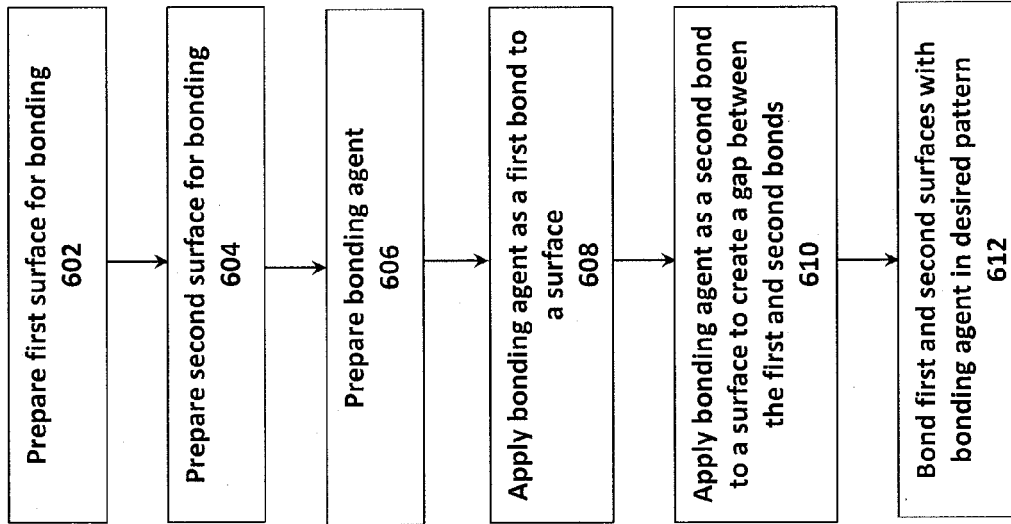 Prepare first surface for bonding
602
Prepare second surface for bonding
604
Prepare bonding agent
606
Apply bonding agent as a first bond to
a surface
608
Apply bonding agent as a second bond
to a surface to create a gap between
the first and second bonds
610
Bond first and second surfaces with
bonding agent in desired pattern
612